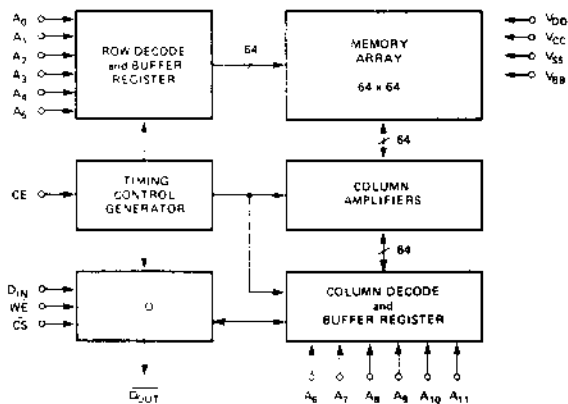 A0
A1
A2
A3
A4
A5
ROW DECODE
and BUFFER
REGISTER
64
MEMORY
ARRAY
64 x 64
VDD
VCC
VSS
VBB
64
CE
TIMING
CONTROL
GENERATOR
COLUMN
AMPLIFIERS
64
DIN
WE
CS
O
COLUMN DECODE
and
BUFFER REGISTER
DOUT
A6 A7 A8 A9 A10 A11